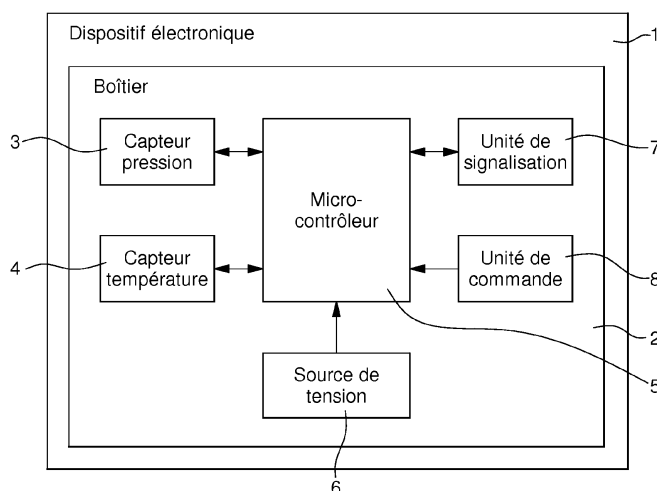 Dispositif électronique
1
Boîtier
3
Capteur
pression
Micro-
contrôleur
Unité de
signalisation
7
4
Capteur
température
Unité de
commande
8
2
Source de
tension
5
6